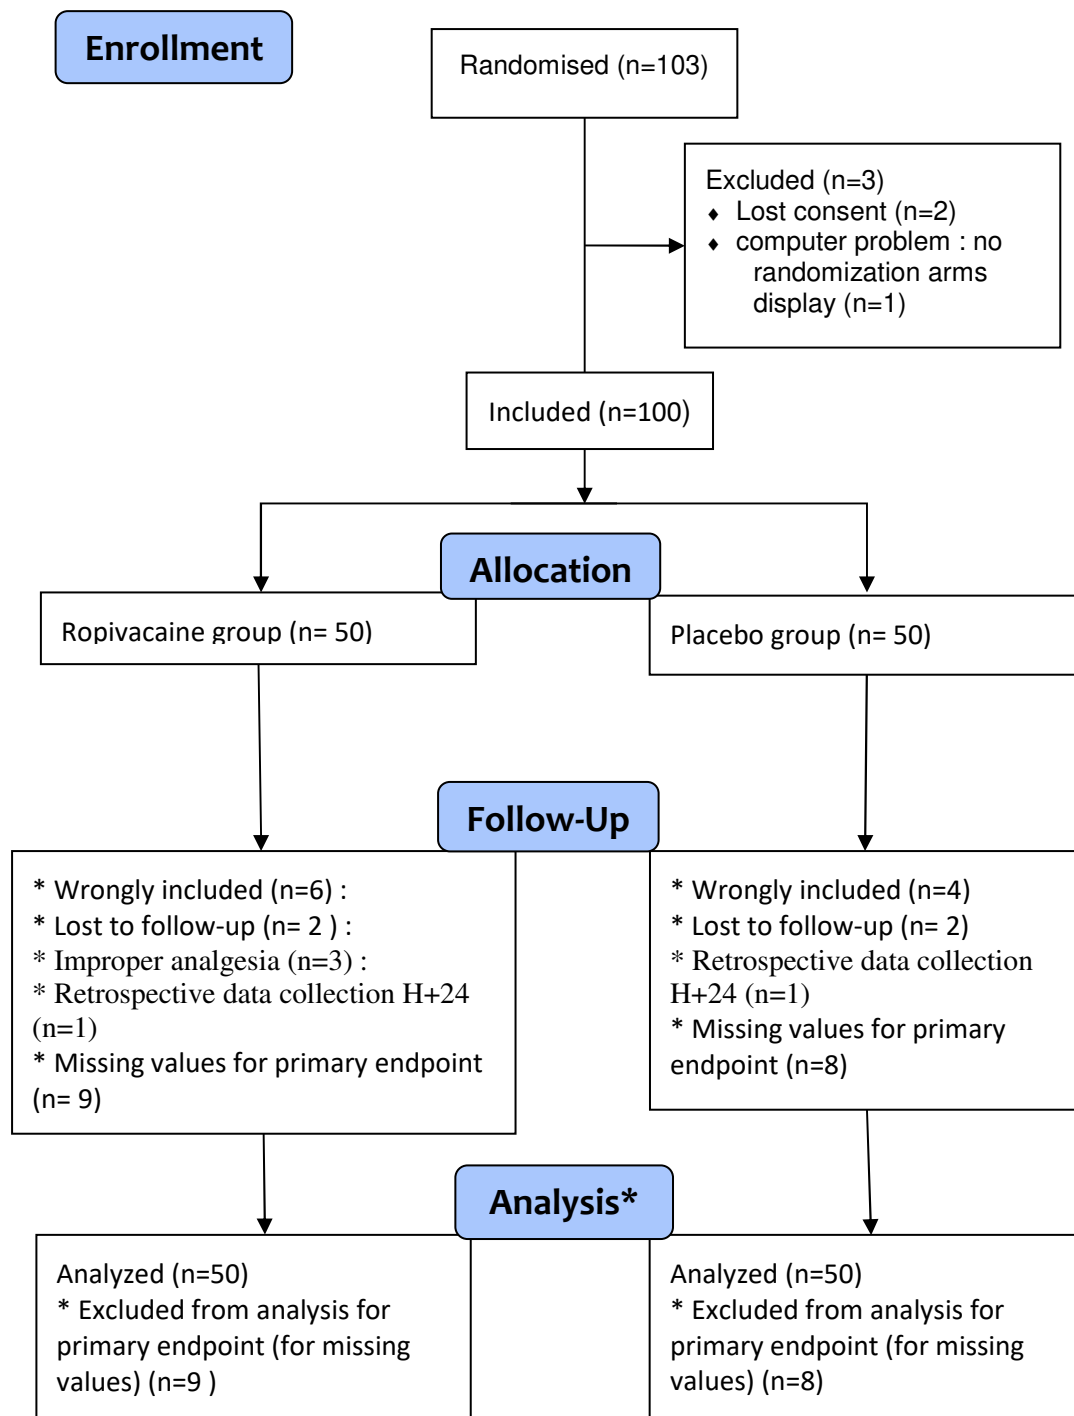 Enrollment
Randomised (n=103)
Excluded (n=3)
♦ Lost consent (n=2)
♦ computer problem : no
randomization arms
display (n=1)
Included (n=100)
Allocation
Ropivacaine group (n= 50)
Placebo group (n= 50)
Follow-Up
* Wrongly included (n=6) :
* Lost to follow-up (n= 2 ) :
* Improper analgesia (n=3) :
* Retrospective data collection H+24
(n=1)
* Missing values for primary endpoint
(n= 9)
* Wrongly included (n=4)
* Lost to follow-up (n= 2)
* Retrospective data collection
H+24 (n=1)
* Missing values for primary
endpoint (n=8)
Analysis*
Analyzed (n=50)
* Excluded from analysis for
primary endpoint (for missing
values) (n=9 )
Analyzed (n=50)
* Excluded from analysis for
primary endpoint (for missing
values) (n=8)